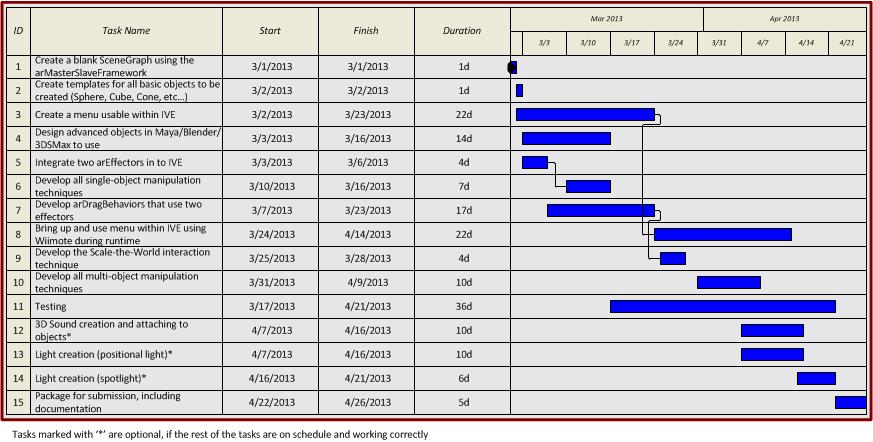 ID Task Name Start Finish Duration Mar 2013 Apr 2013
3/3 3/10 3/17 3/24 3/31 4/7 4/14 4/21
1 Create a blank SceneGraph using the
arMasterSlaveFramework 3/1/2013 3/1/2013 1d
2 Create templates for all basic objects to be
created (Sphere, Cube, Cone, etc...) 3/2/2013 3/2/2013 1d
3 Create a menu usable within IVE 3/2/2013 3/23/2013 22d
4 Design advanced objects in Maya/Blender/
3DSMax to use 3/3/2013 3/16/2013 14d
5 Integrate two arEffectors in to IVE 3/3/2013 3/6/2013 4d
6 Develop all single-object manipulation
techniques 3/10/2013 3/16/2013 7d
7 Develop arDragBehaviors that use two
effectors 3/7/2013 3/23/2013 17d
8 Bring up and use menu within IVE using
Wiimote during runtime 3/24/2013 4/14/2013 22d
9 Develop the Scale-the-World interaction
technique 3/25/2013 3/28/2013 4d
10 Develop all multi-object manipulation
techniques 3/31/2013 4/9/2013 10d
11 Testing 3/17/2013 4/21/2013 36d
12 3D Sound creation and attaching to
objects* 4/7/2013 4/16/2013 10d
13 Light creation (positional light)* 4/7/2013 4/16/2013 10d
14 Light creation (spotlight)* 4/16/2013 4/21/2013 6d
15 Package for submission, including
documentation 4/22/2013 4/26/2013 5d
Tasks marked with '*' are optional, if the rest of the tasks are on schedule and working correctly